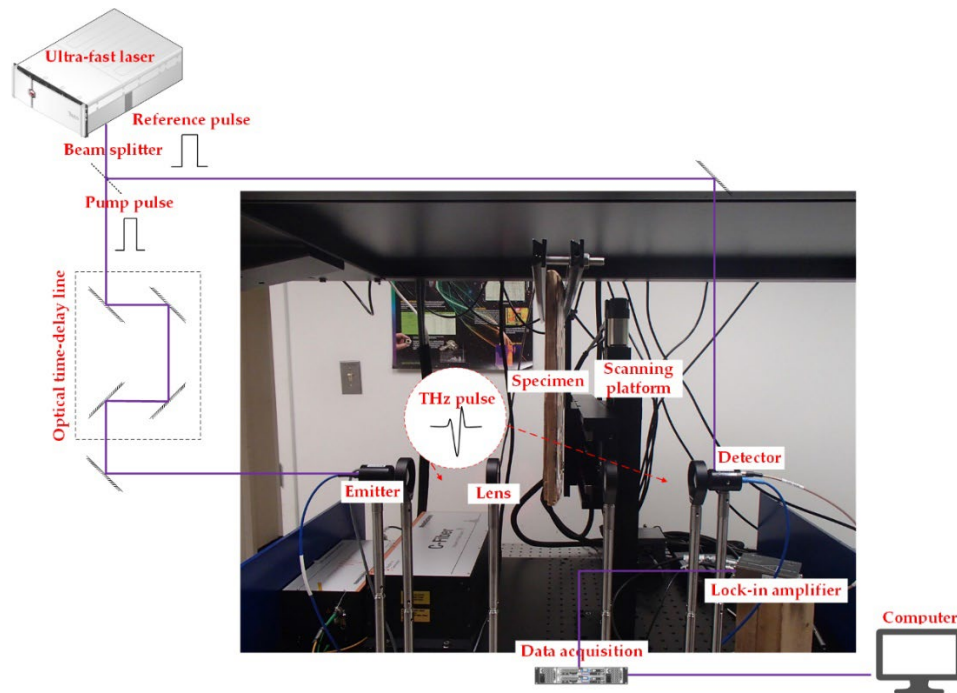 Ultra-fast laser
Reference pulse
Beam splitter
Pump pulse
Optical time-delay line
Specimen
Scanning
platform
THz pulse
Detector
Emitter
Lens
C-Fiber
Lock-in amplifier
Computer
Data acquisition